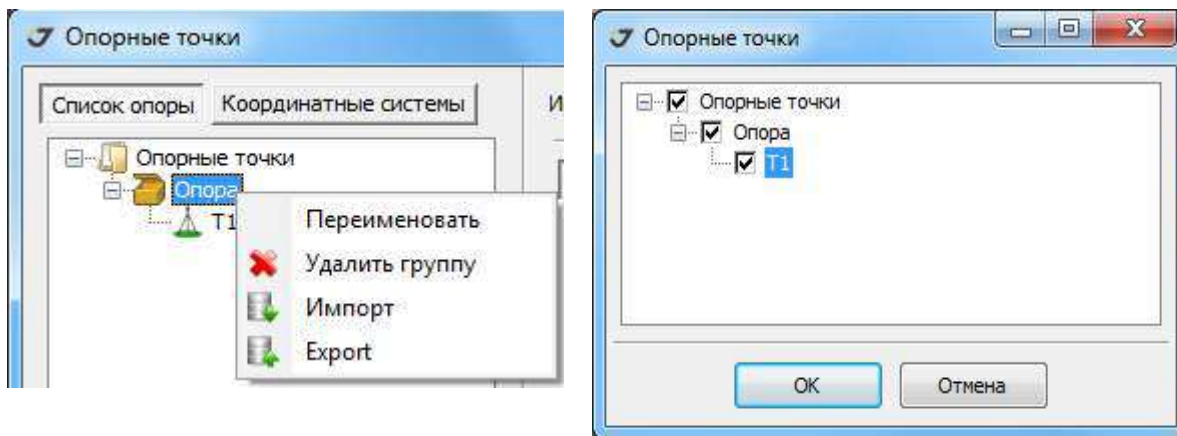 Опорные точки
Список опоры Координатные системы И
Опорные точки
Опора
T1
Переименовать
Удалить группу
Импорт
Export
Опорные точки
Опорные точки
Опора
T1
OK Отмена